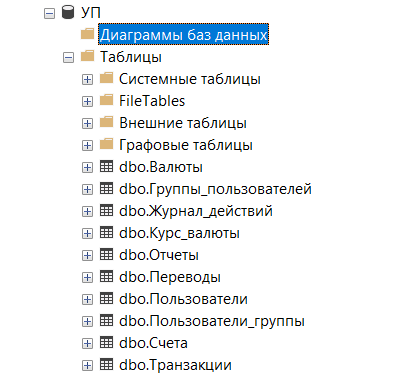 УП
Диаграммы баз данных
Таблицы
Системные таблицы
FileTables
Внешние таблицы
Графовые таблицы
dbo.Валюты
dbo.Группы_пользователей
dbo.Журнал_действий
dbo.Курс_валюты
dbo.Отчеты
dbo.Переводы
dbo.Пользователи
dbo.Пользователи_группы
dbo.Счета
dbo.Транзакции